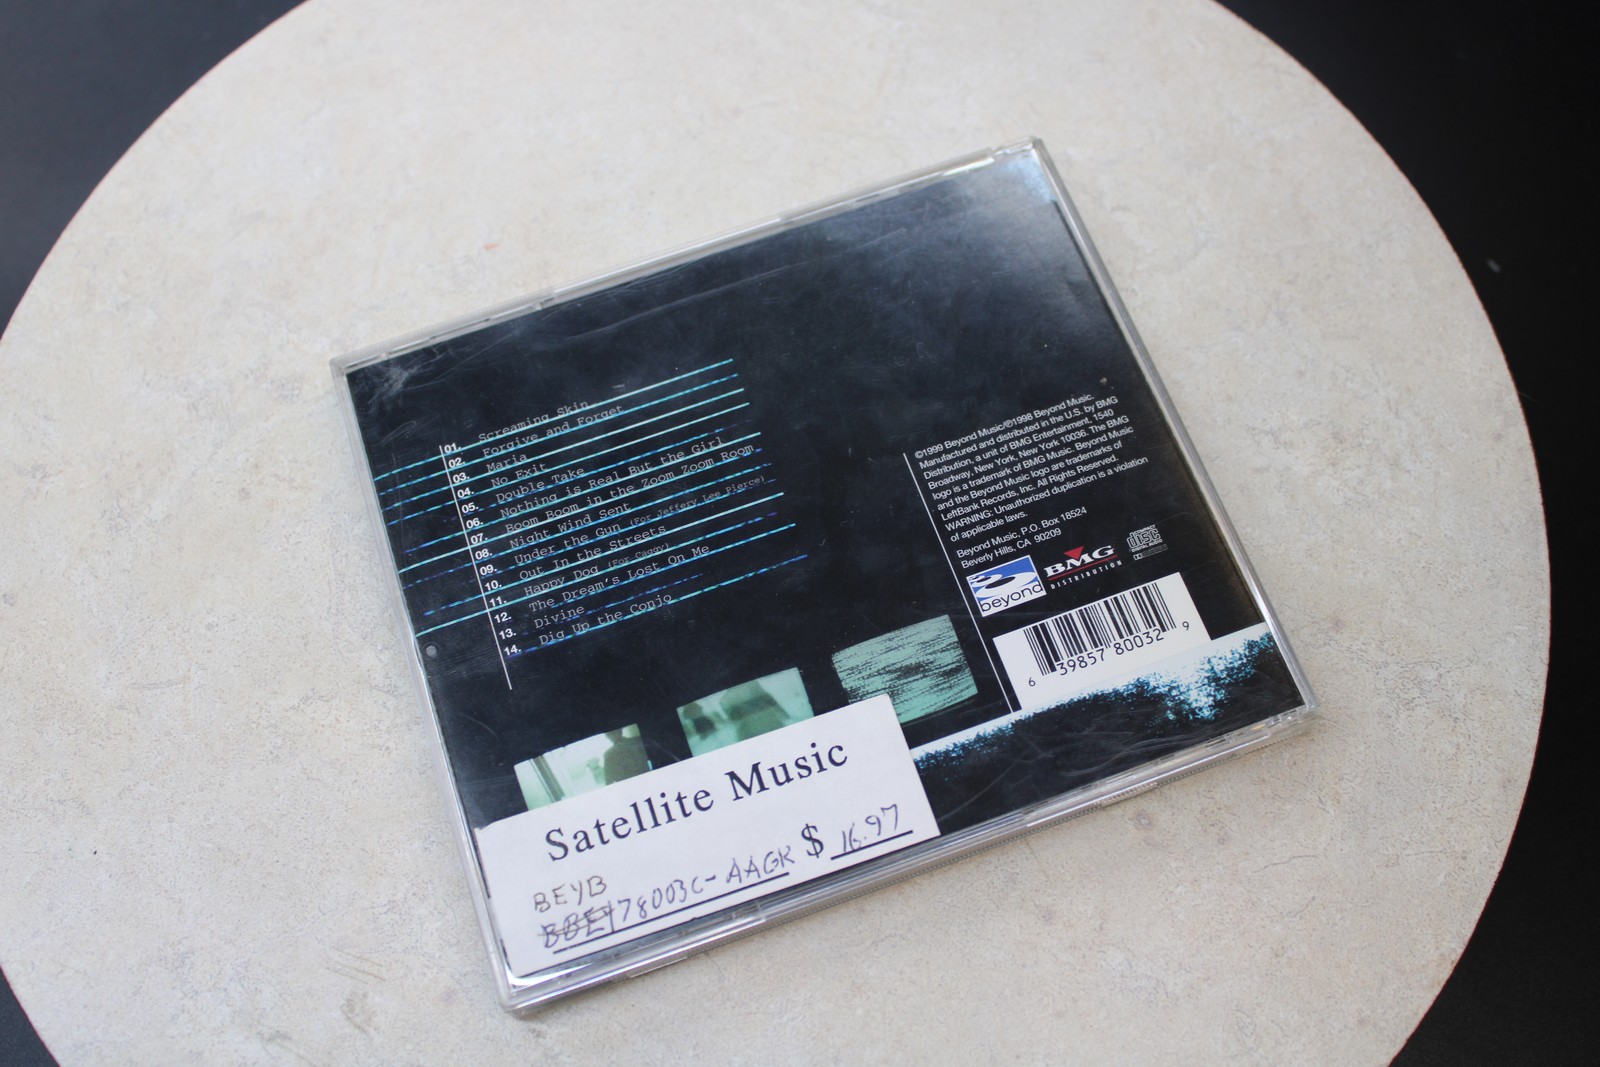 01. Screaming Skin
02. Forgive and Forget
03. Maria
04. No Exit
05. Double Take
06. Nothing is Real But the Girl
07. Boom Boom in the Zoom Zoom Room
08. Night Wind Sent
09. Under the Gun (For Jeffery Lee Pierce)
10. Out In the Streets
11. Happy Dog (For Caggy)
12. The Dream's Lost On Me
13. Divine
14. Dig Up the Conjo
©1999 Beyond Music/℗1998 Beyond Music.
Manufactured and distributed in the U.S. by BMG
Distribution, a unit of BMG Entertainment, 1540
Broadway, New York, New York 10036. The BMG
logo is a trademark of BMG Music. Beyond Music
and the Beyond Music logo are trademarks of
LeftBank Records, Inc. All Rights Reserved.
WARNING: Unauthorized duplication is a violation
of applicable laws.
Beyond Music, P.O. Box 18524
Beverly Hills, CA 90209
beyond
BMG
DISTRIBUTION
COMPACT
disc
DIGITAL AUDIO
6 39857 80032 9
Satellite Music
BEYB
BBEY78003C-AAGK $ 16.97